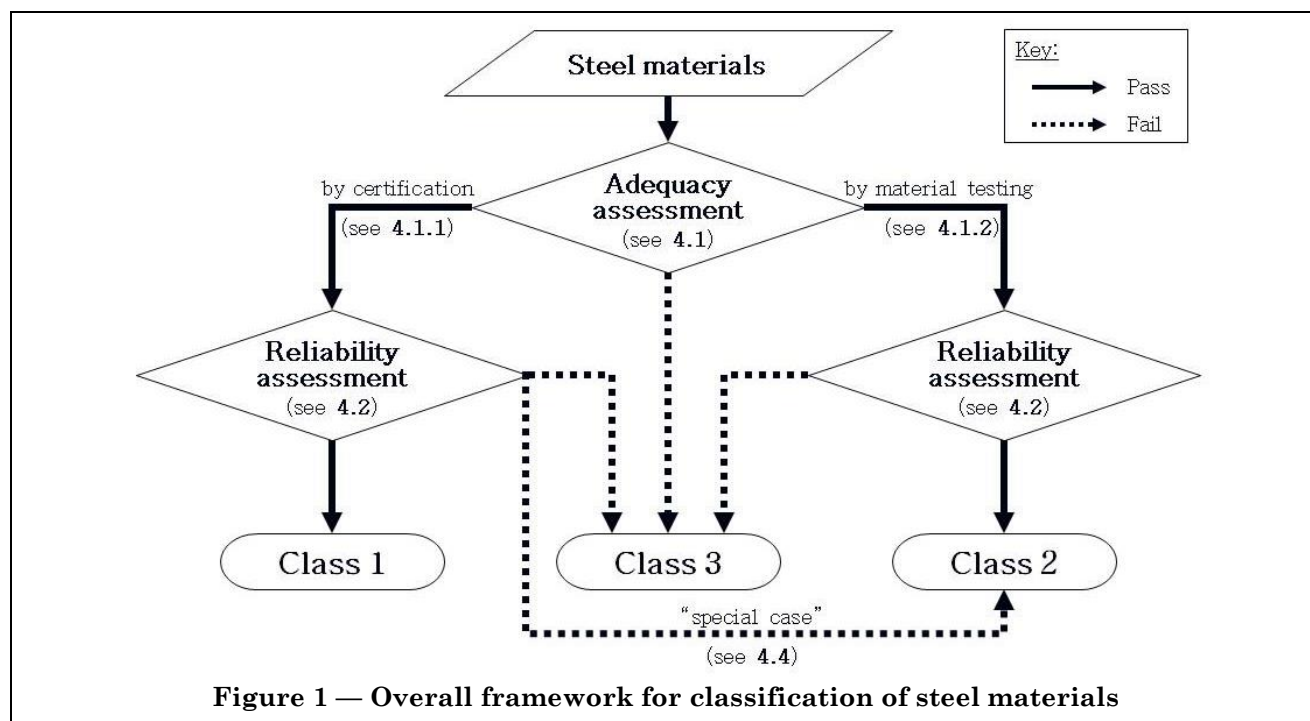 Steel materials
Key:
Pass
Fail
by certification
(see 4.1.1)
Adequacy
assessment
(see 4.1)
by material testing
(see 4.1.2)
Reliability
assessment
(see 4.2)
Reliability
assessment
(see 4.2)
Class 1
Class 3
Class 2
“special case”
(see 4.4)
Figure 1 — Overall framework for classification of steel materials